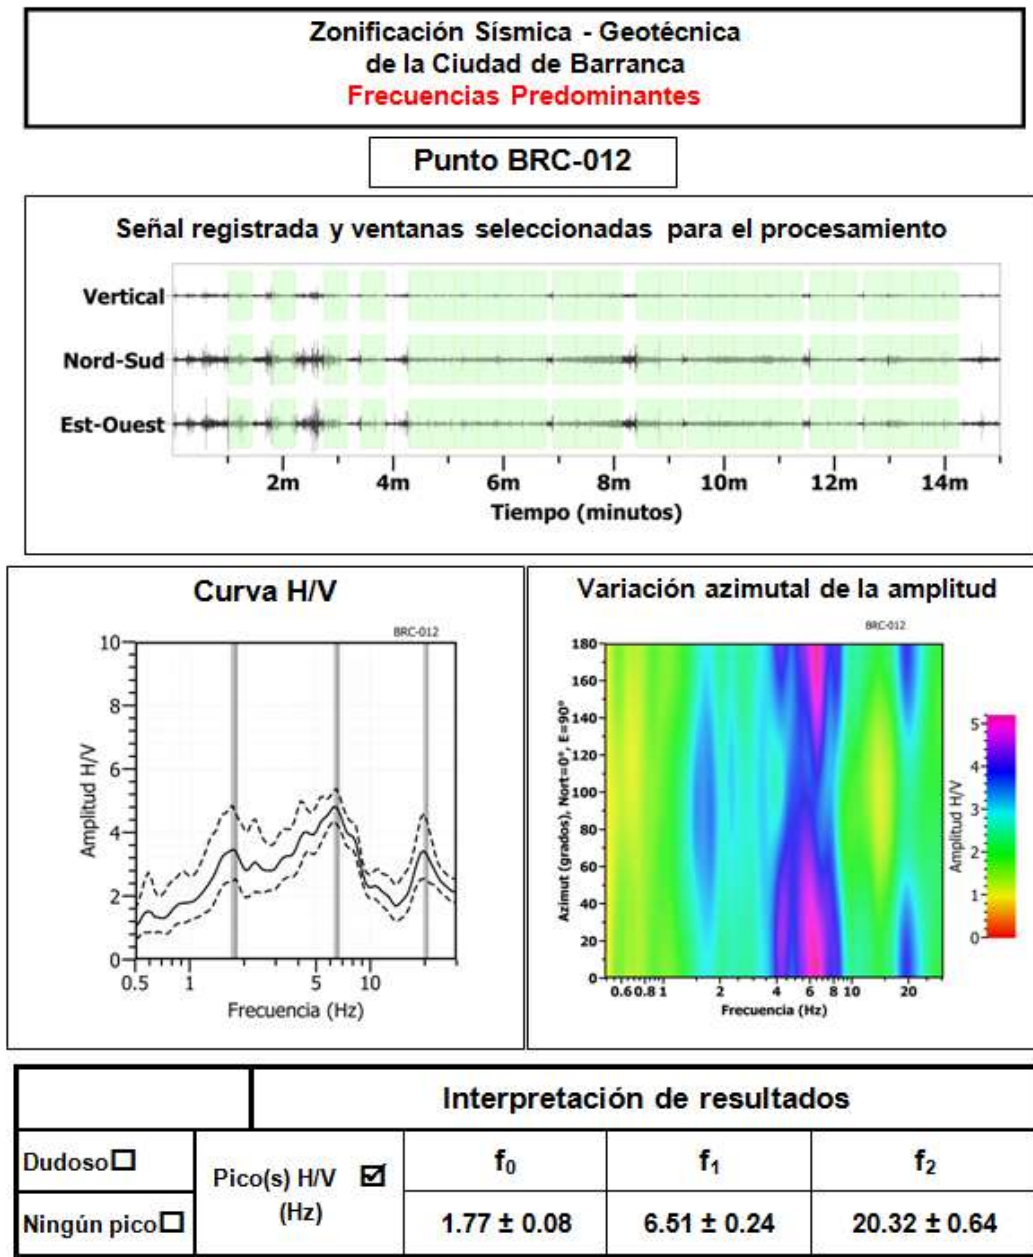 Zonificación Sísmica - Geotécnica
de la Ciudad de Barranca
Frecuencias Predominantes
Punto BRC-012
Señal registrada y ventanas seleccionadas para el procesamiento
Vertical
Nord-Sud
Est-Ouest
2m 4m 6m 8m 10m 12m 14m
Tiempo (minutos)
Curva H/V
BRC-012
10
8
6
4
2
0
Amplitud H/V
0.5 1 5 10
Frecuencia (Hz)
Variación azimutal de la amplitud
BRC-012
180
160
140
120
100
80
60
40
20
0
Azimut (grados), Nort=0°, E=90°
0.6 0.8 1 2 4 6 8 10 20
Frecuencia (Hz)
5
4
3
2
1
0
Amplitud H/V
Interpretación de resultados
Dudoso☐
Ningún pico☐
Pico(s) H/V ☑
(Hz)
f₀ f₁ f₂
1.77 ± 0.08 6.51 ± 0.24 20.32 ± 0.64